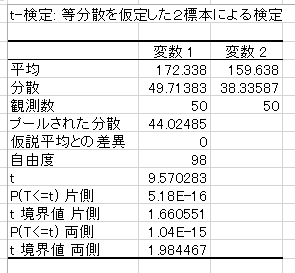 t-検定: 等分散を仮定した２標本による検定
変数 1 変数 2
平均 172.338 159.638
分散 49.71383 38.33587
観測数 50 50
プールされた分散 44.02485
仮説平均との差異 0
自由度 98
t 9.570283
P(T<=t) 片側 5.18E-16
t 境界値 片側 1.660551
P(T<=t) 両側 1.04E-15
t 境界値 両側 1.984467